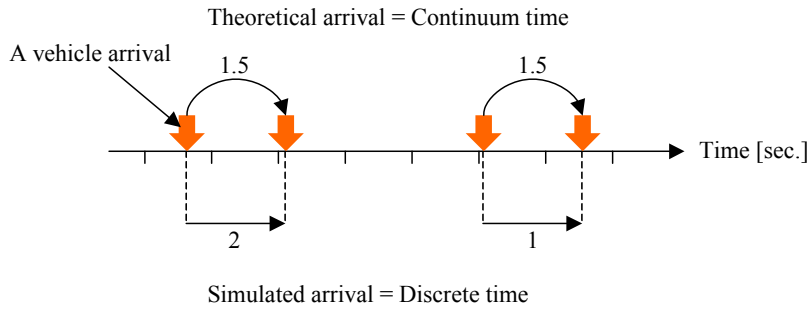 Theoretical arrival = Continuum time
A vehicle arrival
1.5
1.5
Time [sec.]
2
1
Simulated arrival = Discrete time